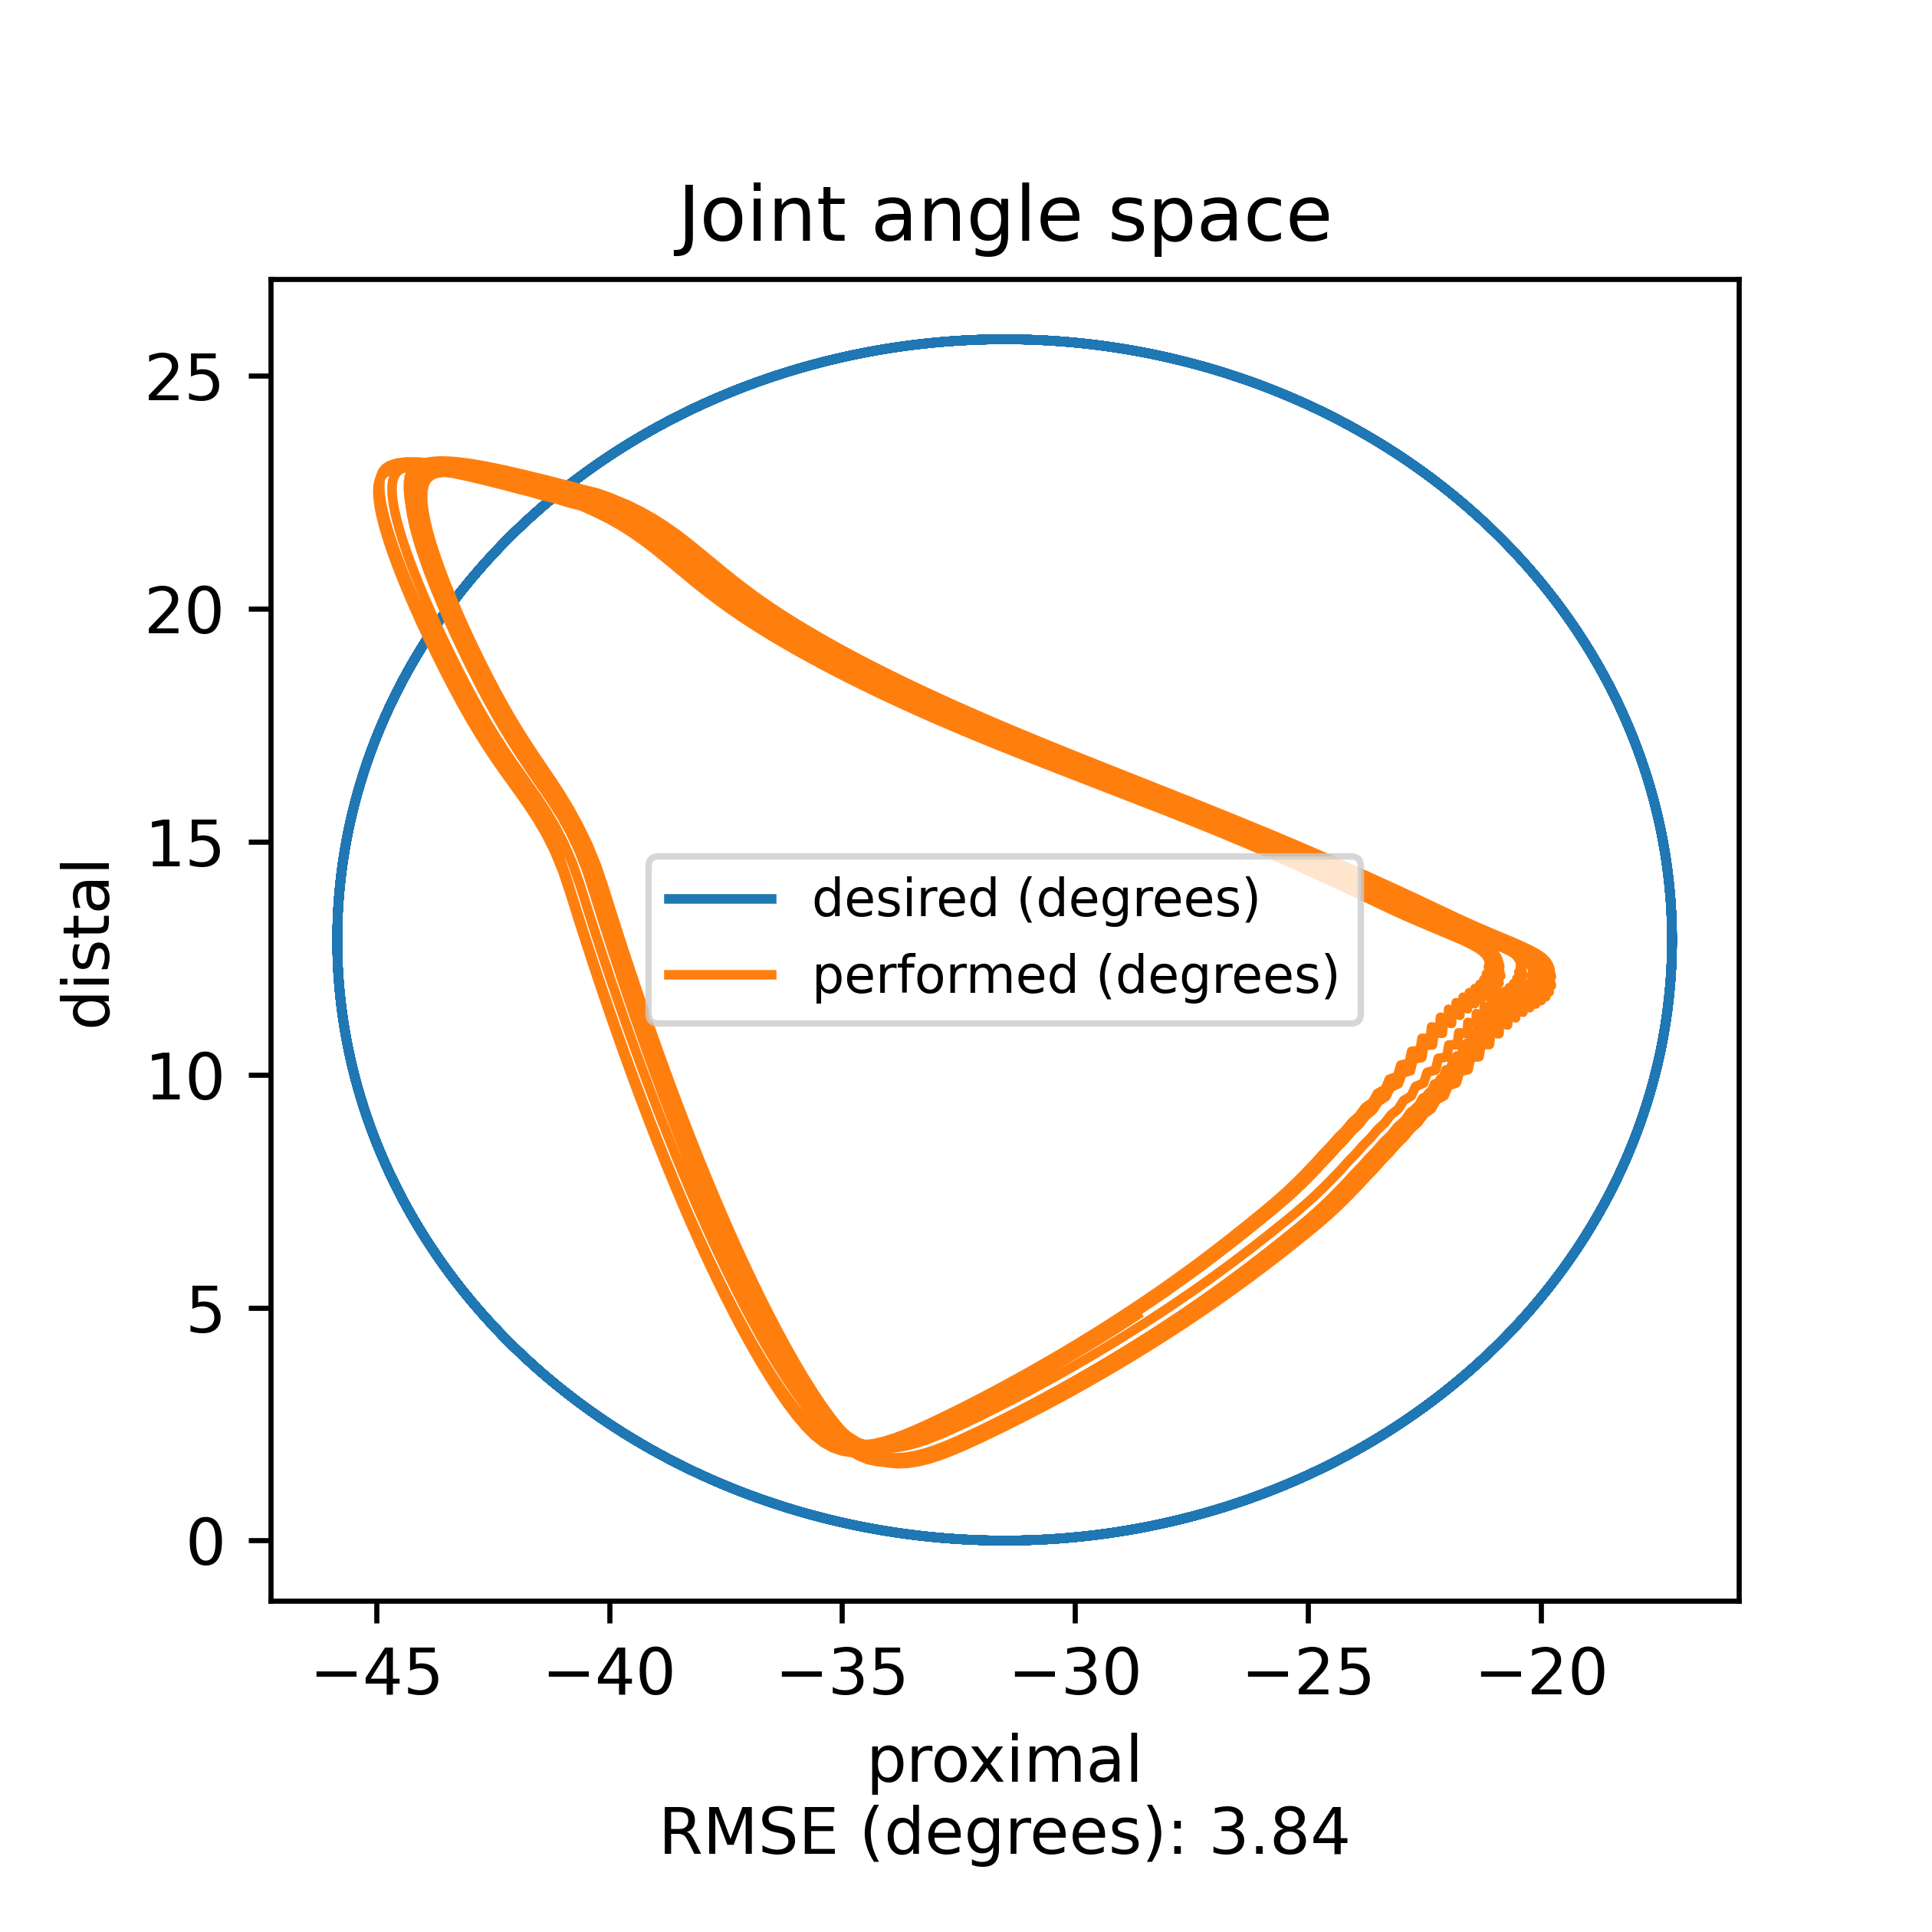 Joint angle space
25
20
15
10
5
0
distal
desired (degrees)
performed (degrees)
−45 −40 −35 −30 −25 −20
proximal
RMSE (degrees): 3.84